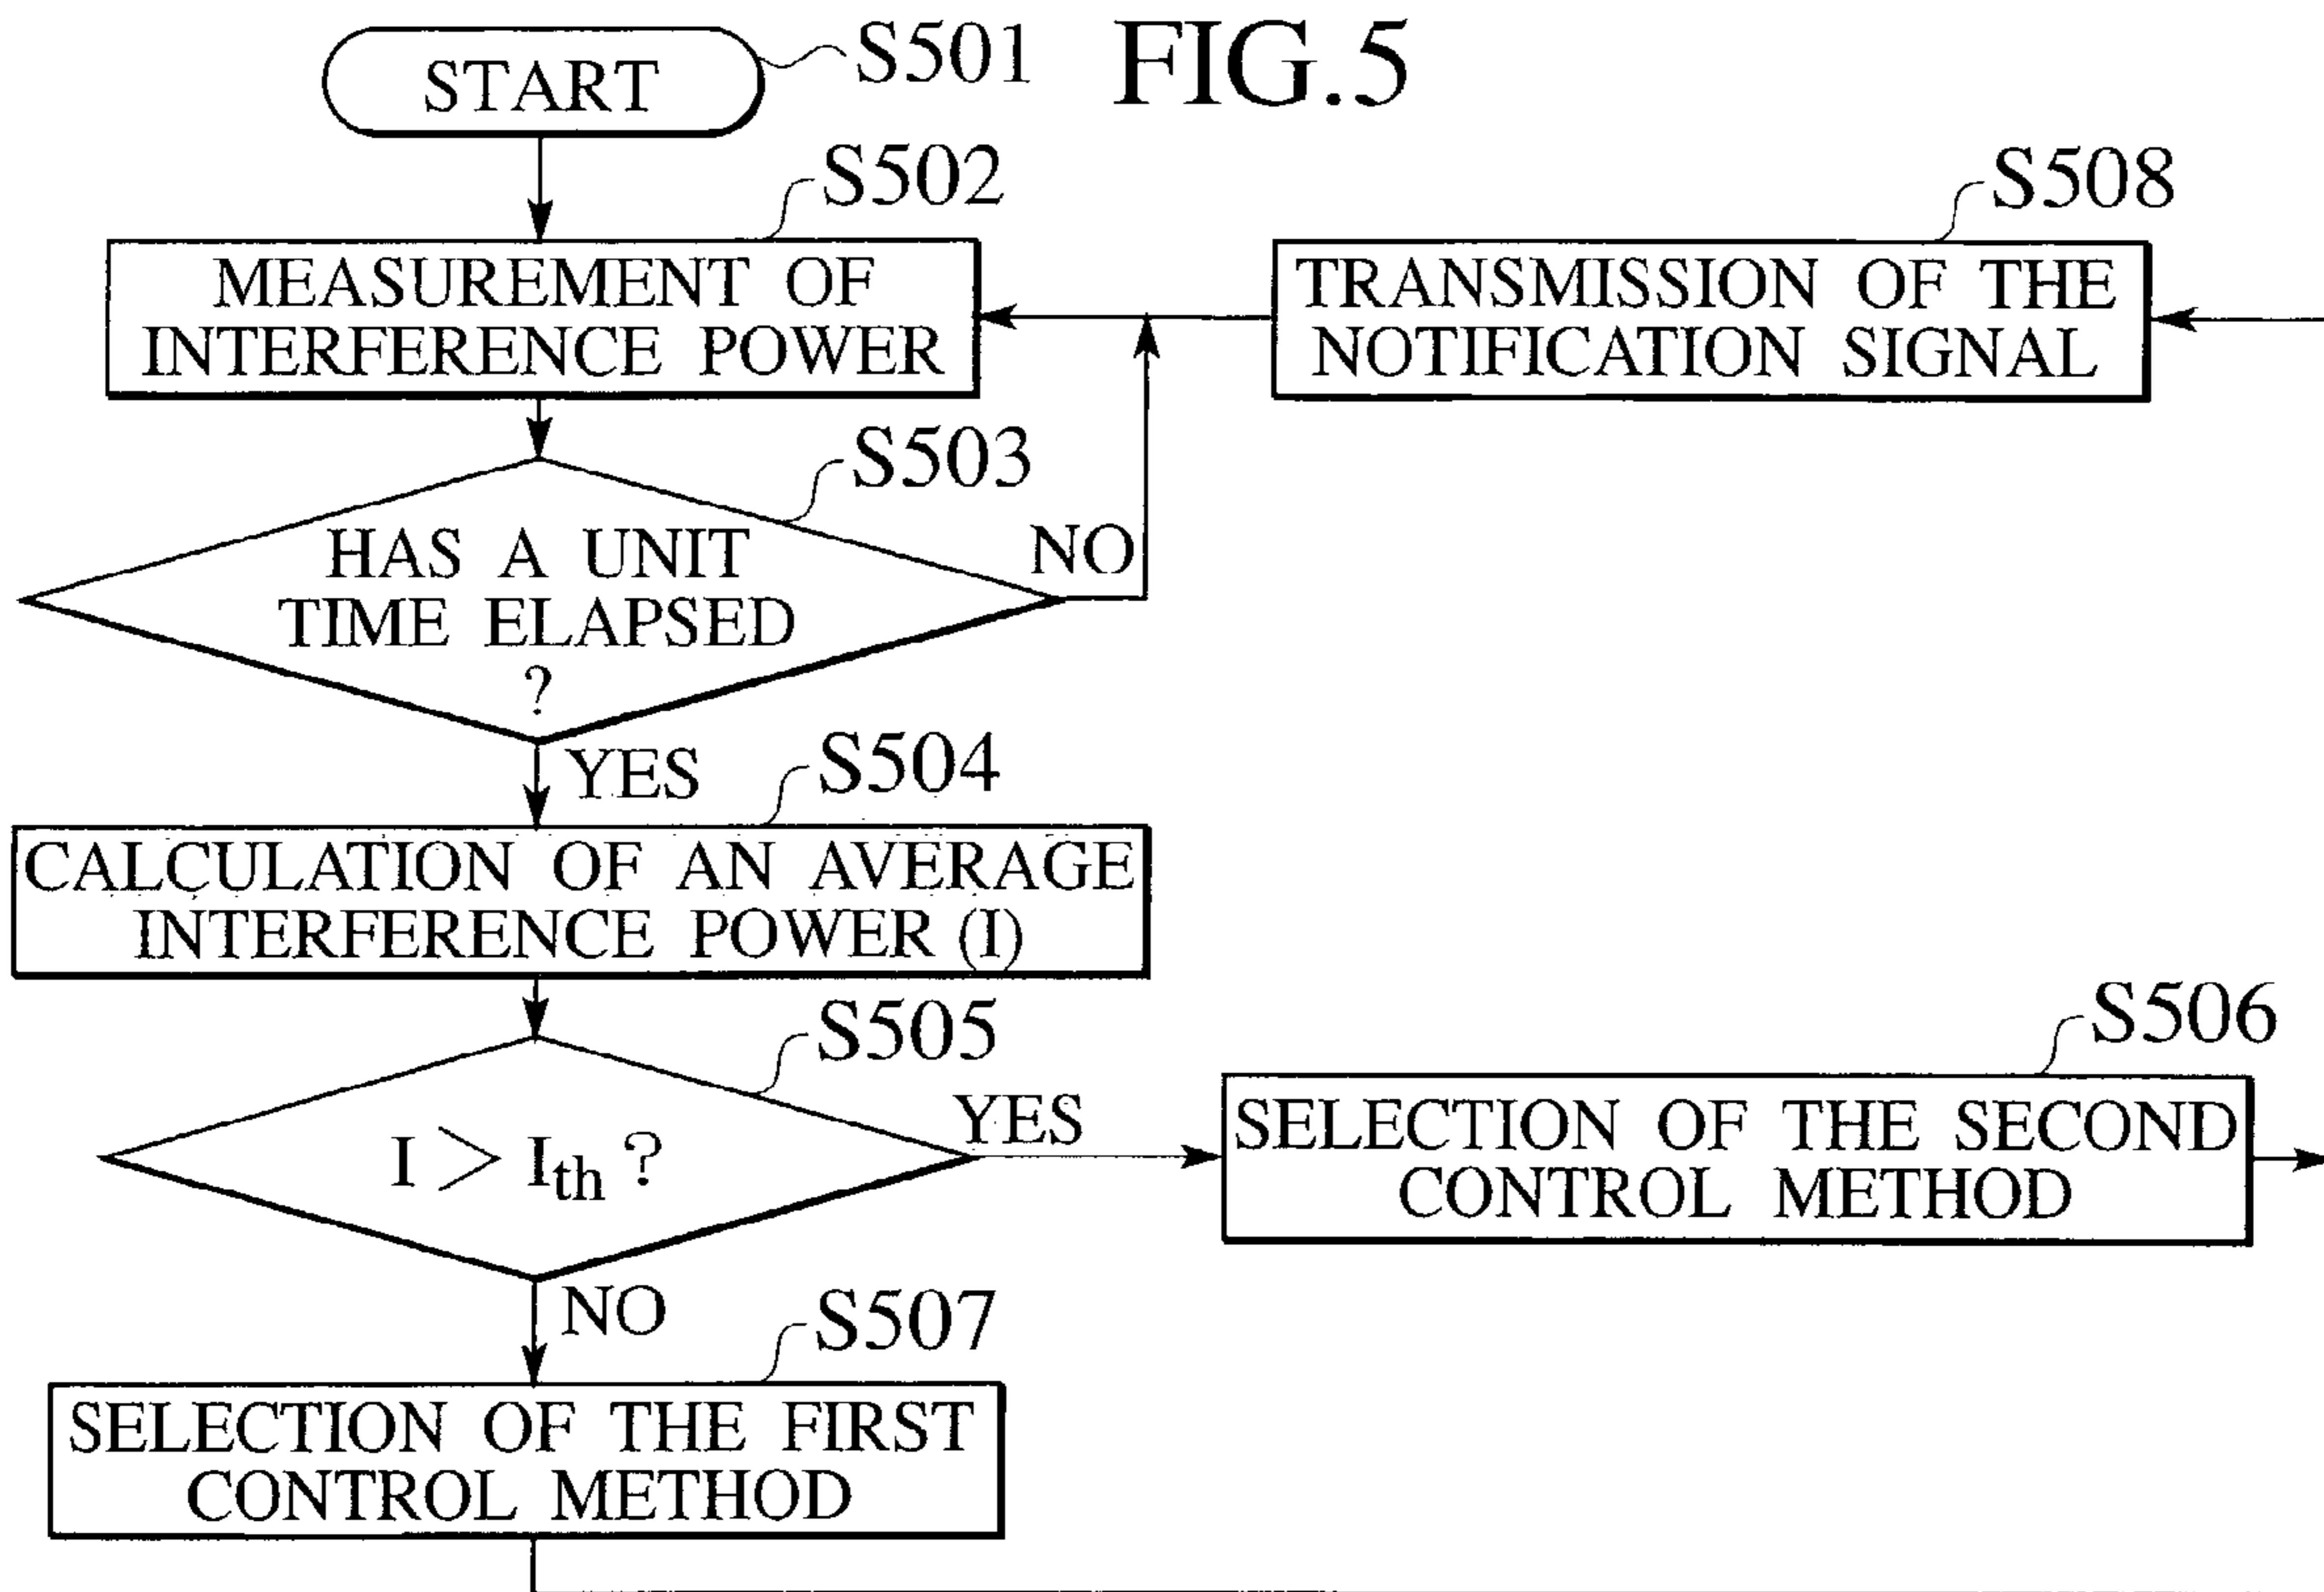 FIG.5
START
S501
S502
MEASUREMENT OF
INTERFERENCE POWER
S508
TRANSMISSION OF THE
NOTIFICATION SIGNAL
S503
HAS A UNIT
TIME ELAPSED
?
NO
YES
S504
CALCULATION OF AN AVERAGE
INTERFERENCE POWER (I)
S505
I > Ith ?
YES
S506
SELECTION OF THE SECOND
CONTROL METHOD
NO
S507
SELECTION OF THE FIRST
CONTROL METHOD